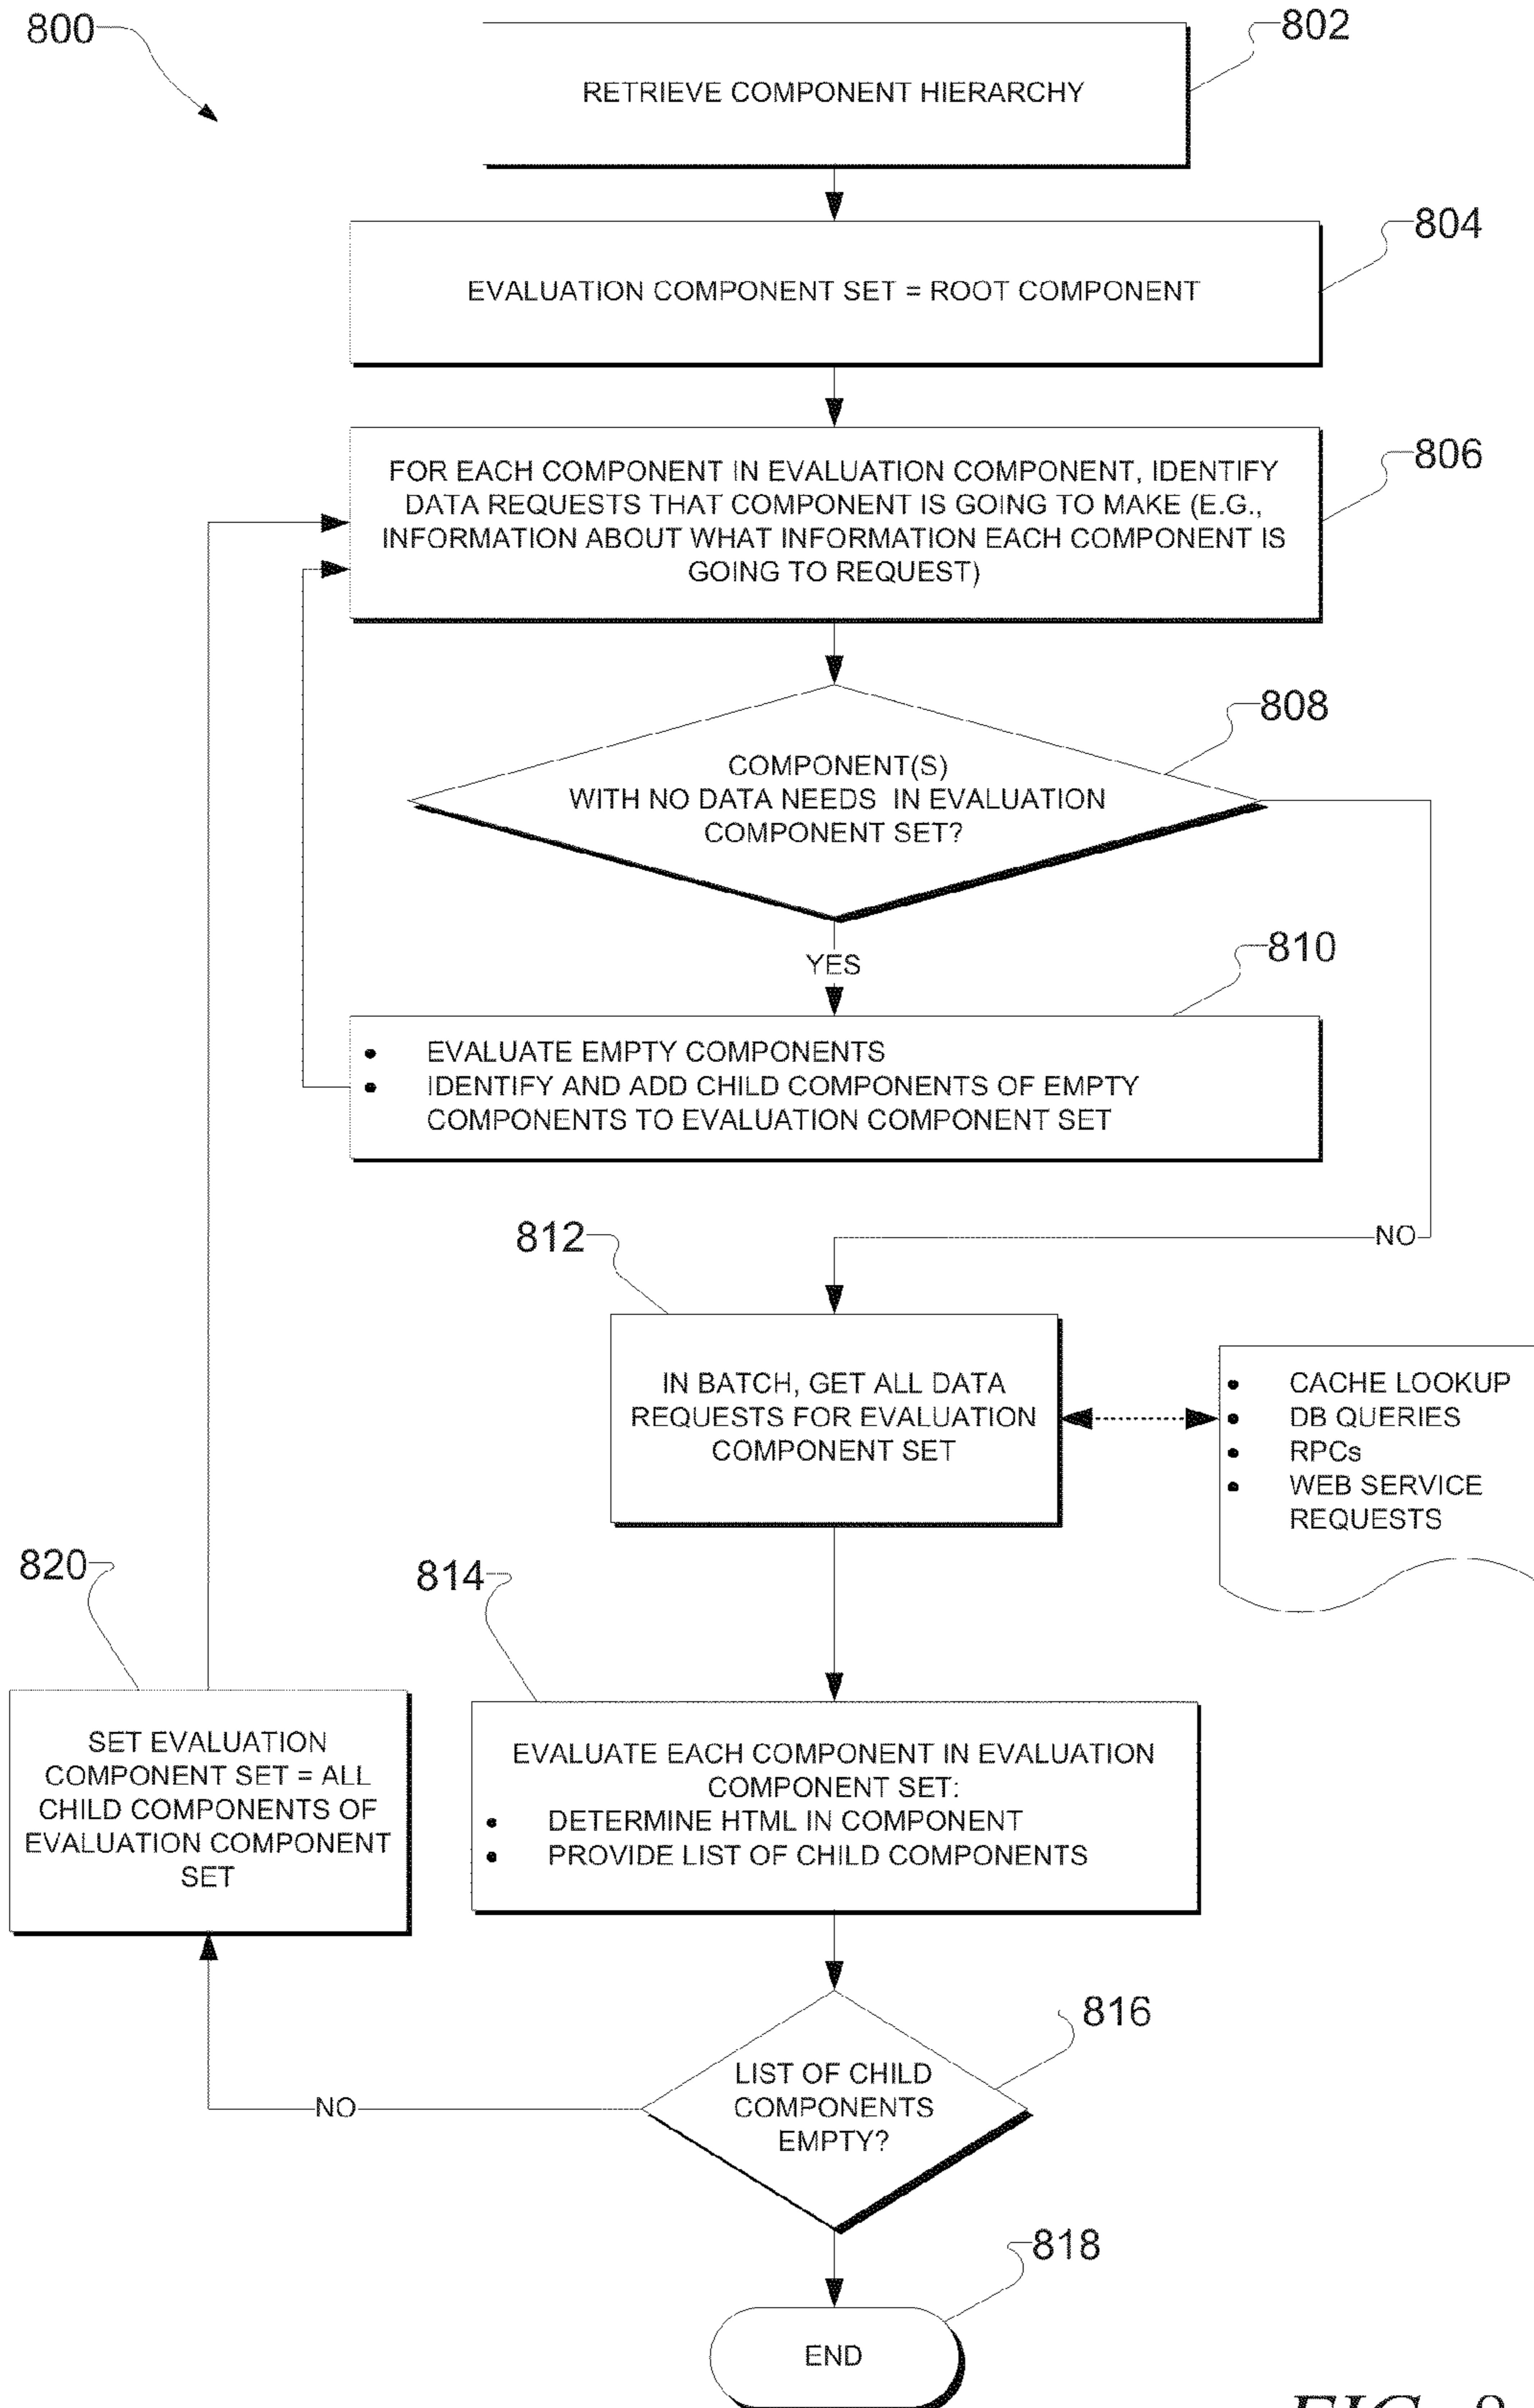 800
802
RETRIEVE COMPONENT HIERARCHY
804
EVALUATION COMPONENT SET = ROOT COMPONENT
806
FOR EACH COMPONENT IN EVALUATION COMPONENT, IDENTIFY
DATA REQUESTS THAT COMPONENT IS GOING TO MAKE (E.G.,
INFORMATION ABOUT WHAT INFORMATION EACH COMPONENT IS
GOING TO REQUEST)
808
COMPONENT(S)
WITH NO DATA NEEDS IN EVALUATION
COMPONENT SET?
YES
810
• EVALUATE EMPTY COMPONENTS
• IDENTIFY AND ADD CHILD COMPONENTS OF EMPTY
COMPONENTS TO EVALUATION COMPONENT SET
NO
812
IN BATCH, GET ALL DATA
REQUESTS FOR EVALUATION
COMPONENT SET
• CACHE LOOKUP
• DB QUERIES
• RPCs
• WEB SERVICE
REQUESTS
814
EVALUATE EACH COMPONENT IN EVALUATION
COMPONENT SET:
• DETERMINE HTML IN COMPONENT
• PROVIDE LIST OF CHILD COMPONENTS
820
SET EVALUATION
COMPONENT SET = ALL
CHILD COMPONENTS OF
EVALUATION COMPONENT
SET
816
LIST OF CHILD
COMPONENTS
EMPTY?
NO
818
END
FIG. 8